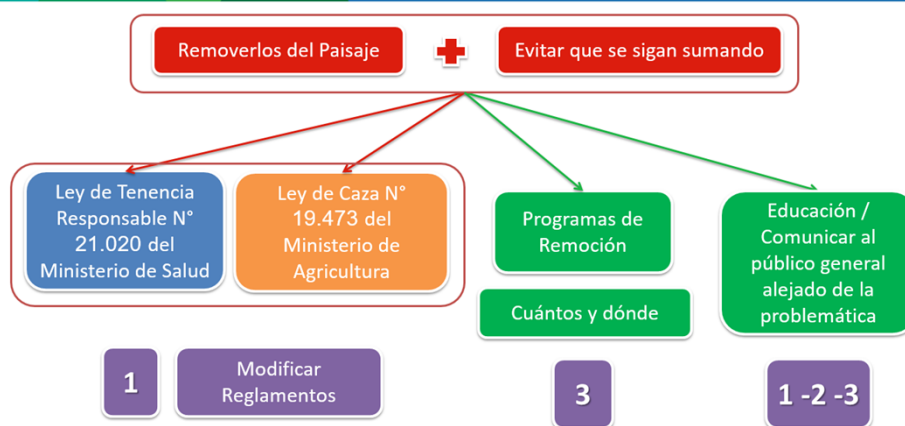 Removerlos del Paisaje
Evitar que se sigan sumando
Ley de Tenencia
Responsable N°
21.020 del
Ministerio de Salud
Ley de Caza N°
19.473 del
Ministerio de
Agricultura
Programas de
Remoción
Cuántos y dónde
Educación /
Comunicar al
público general
alejado de la
problemática
1
Modificar
Reglamentos
3
1 -2 -3